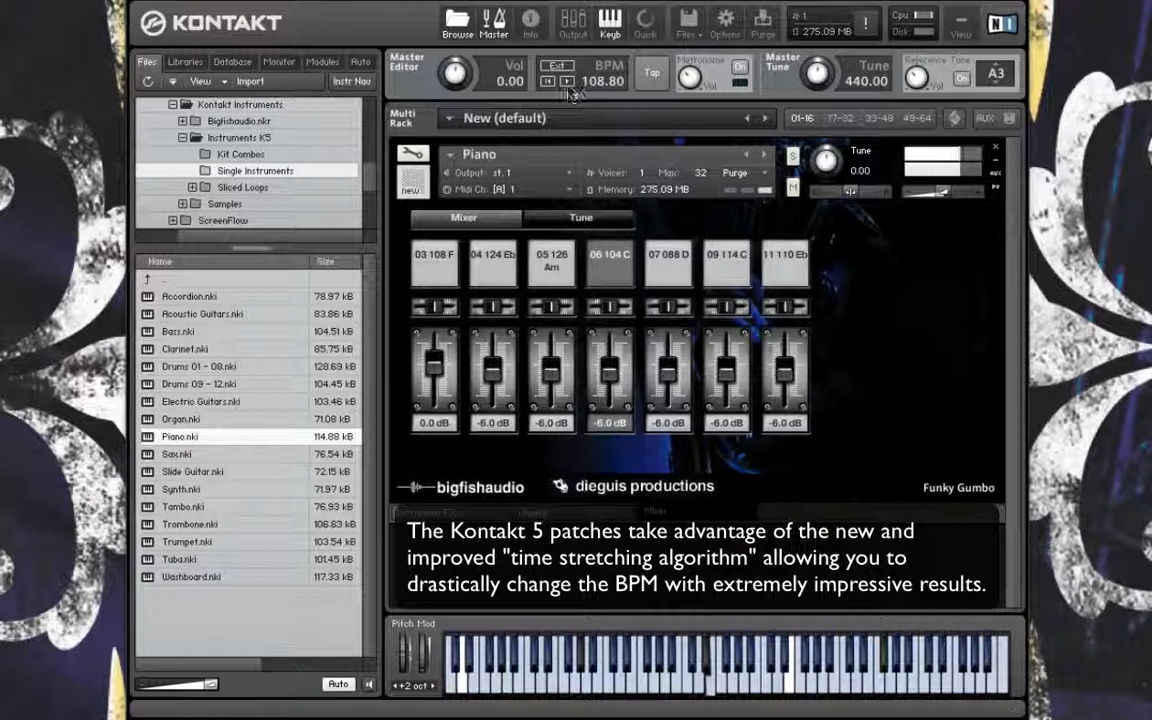 KONTAKT
Browse Master Info Output Keyb Quick Files Options Purge
1
275.09 MB
!
Cpu
Disk
View
NI
Files Libraries Database Monitor Modules Auto
View Import Instr Nav
Kontakt Instruments
Bigfishaudio.nkr
Instruments K5
Kit Combos
Single Instruments
Sliced Loops
Samples
ScreenFlow
Name Size
Accordion.nki 78.97 kB
Acoustic Guitars.nki 83.86 kB
Bass.nki 104.51 kB
Clarinet.nki 85.75 kB
Drums 01 - 08.nki 128.69 kB
Drums 09 - 12.nki 104.45 kB
Electric Guitars.nki 103.46 kB
Organ.nki 71.08 kB
Piano.nki 114.88 kB
Sax.nki 76.54 kB
Slide Guitar.nki 72.15 kB
Synth.nki 71.97 kB
Tambo.nki 76.93 kB
Trombone.nki 106.83 kB
Trumpet.nki 103.54 kB
Tuba.nki 101.45 kB
Washboard.nki 117.33 kB
Auto
Master
Editor
Vol
0.00
Ext
BPM
108.80
Tap
Metronome
Vol
On
Master
Tune
Tune
440.00
Reference Tone
Vol
On
A3
Multi
Rack
New (default)
01-16 17-32 33-48 49-64 AUX
new
Piano
Output: st. 1 Voices: 1 Max: 32 Purge
Midi Ch: [A] 1 Memory: 275.09 MB
S
M
Tune
0.00
AUX
PV
Mixer Tune
03 108 F
04 124 Eb
05 126
Am
06 104 C
07 088 D
09 114 C
11 110 Eb
0.0 dB -6.0 dB -6.0 dB -6.0 dB -6.0 dB -6.0 dB -6.0 dB
bigfishaudio
dieguis productions
Funky Gumbo
The Kontakt 5 patches take advantage of the new and
improved "time stretching algorithm" allowing you to
drastically change the BPM with extremely impressive results.
Pitch Mod
+2 oct